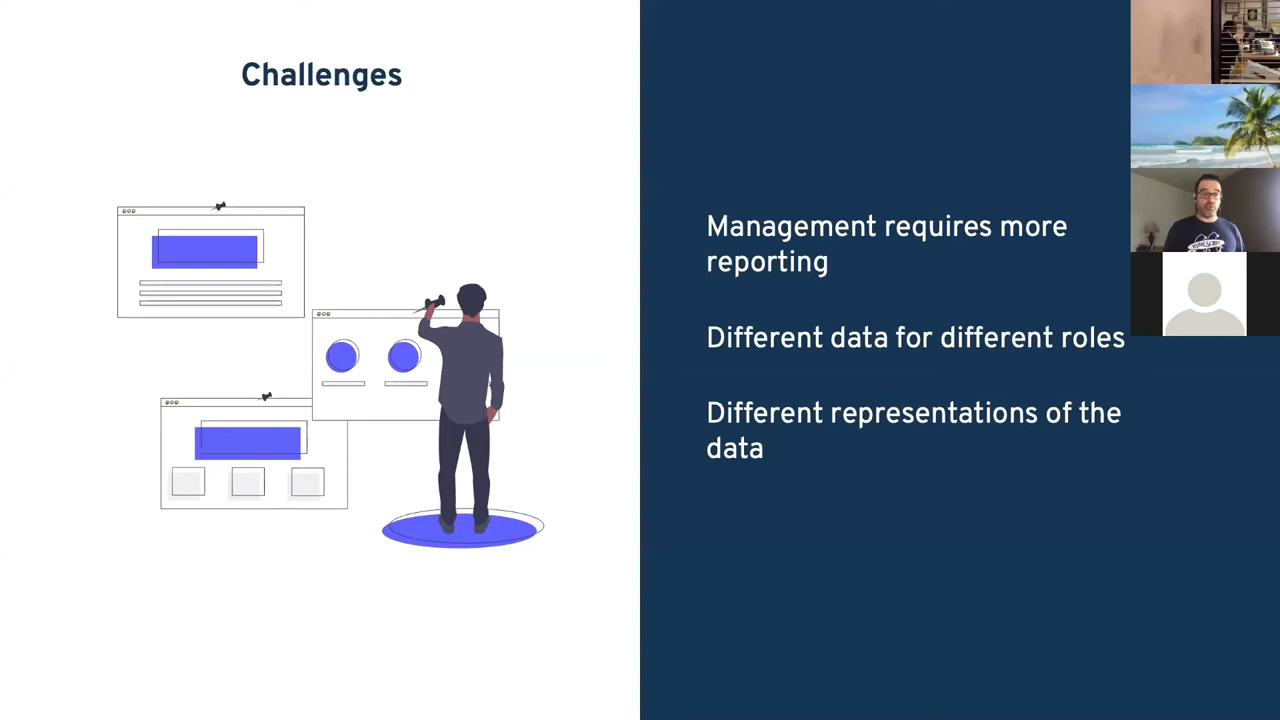 Challenges
Management requires more
reporting
Different data for different roles
Different representations of the
data